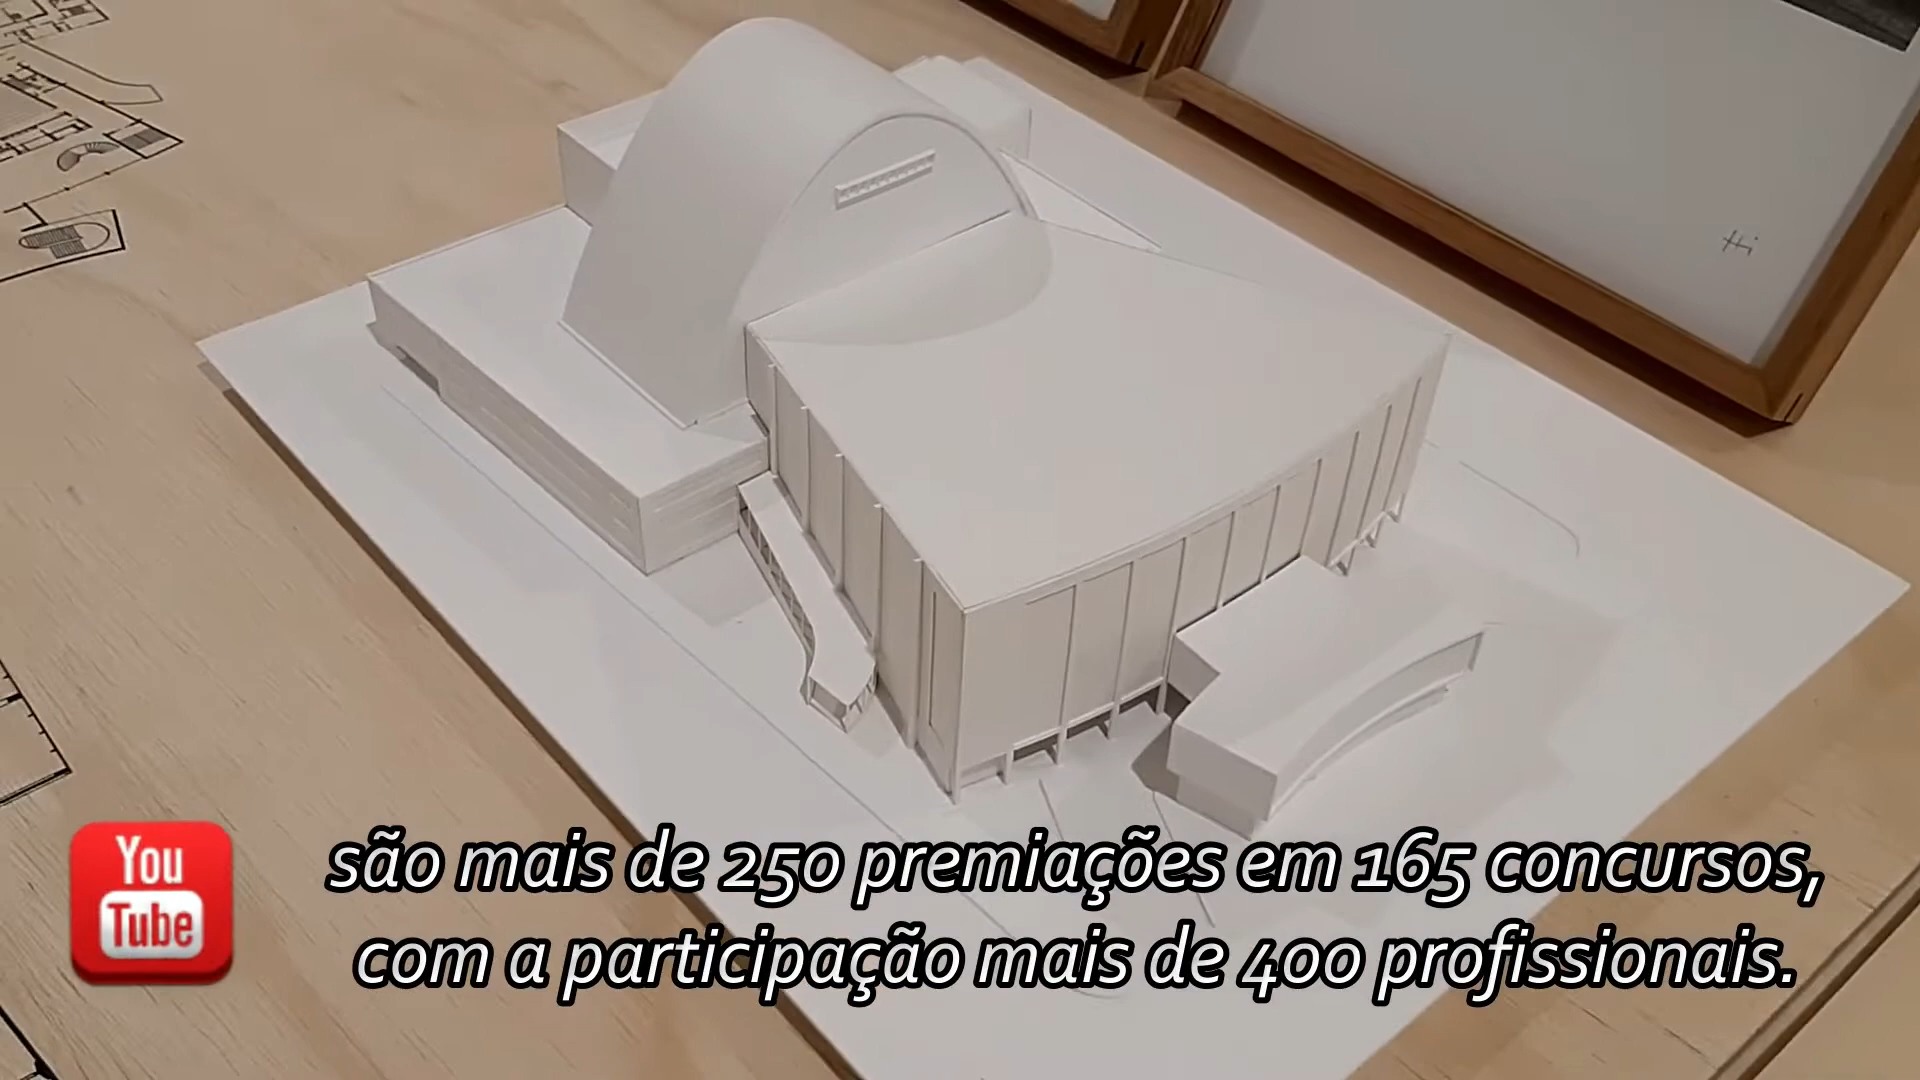 You
Tube
são mais de 250 premiações em 165 concursos,
com a participação mais de 400 profissionais.